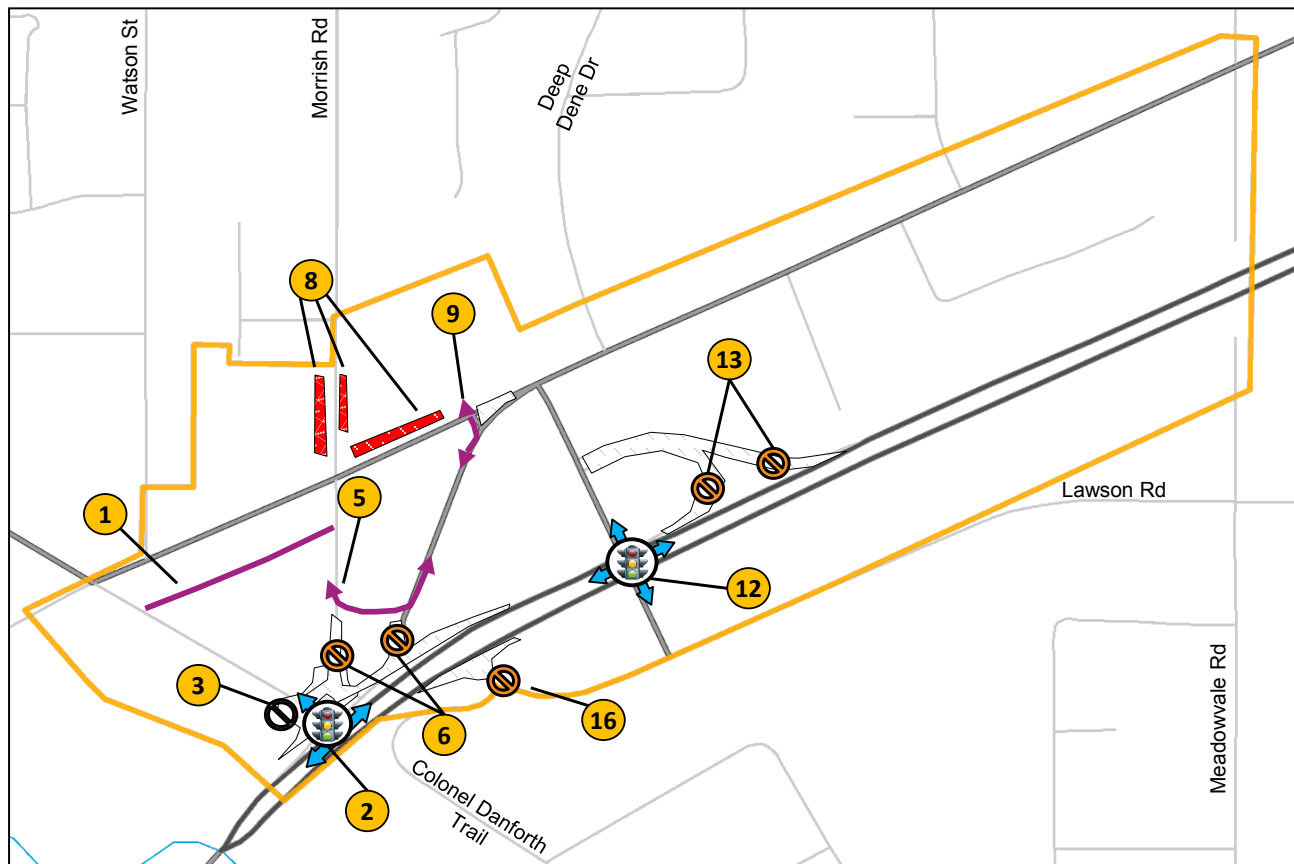 Watson St
Morrish Rd
Deep
Dene Dr
8
9
13
1
5
Lawson Rd
12
3
6
16
2
Colonel Danforth
Trail
Meadowvale Rd